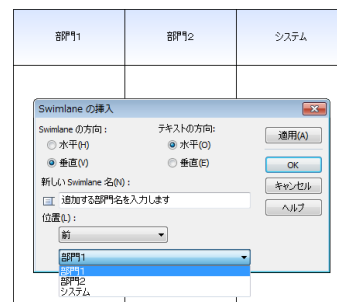 部門1 部門2 システム
Swimlane の挿入
Swimlane の方向: テキストの方向:
水平(H) 水平(O) 適用(A)
垂直(V) 垂直(E) OK
新しい Swimlane 名(N): キャンセル
追加する部門名を入力します ヘルプ
位置(L):
前
部門1
部門1
部門2
システム